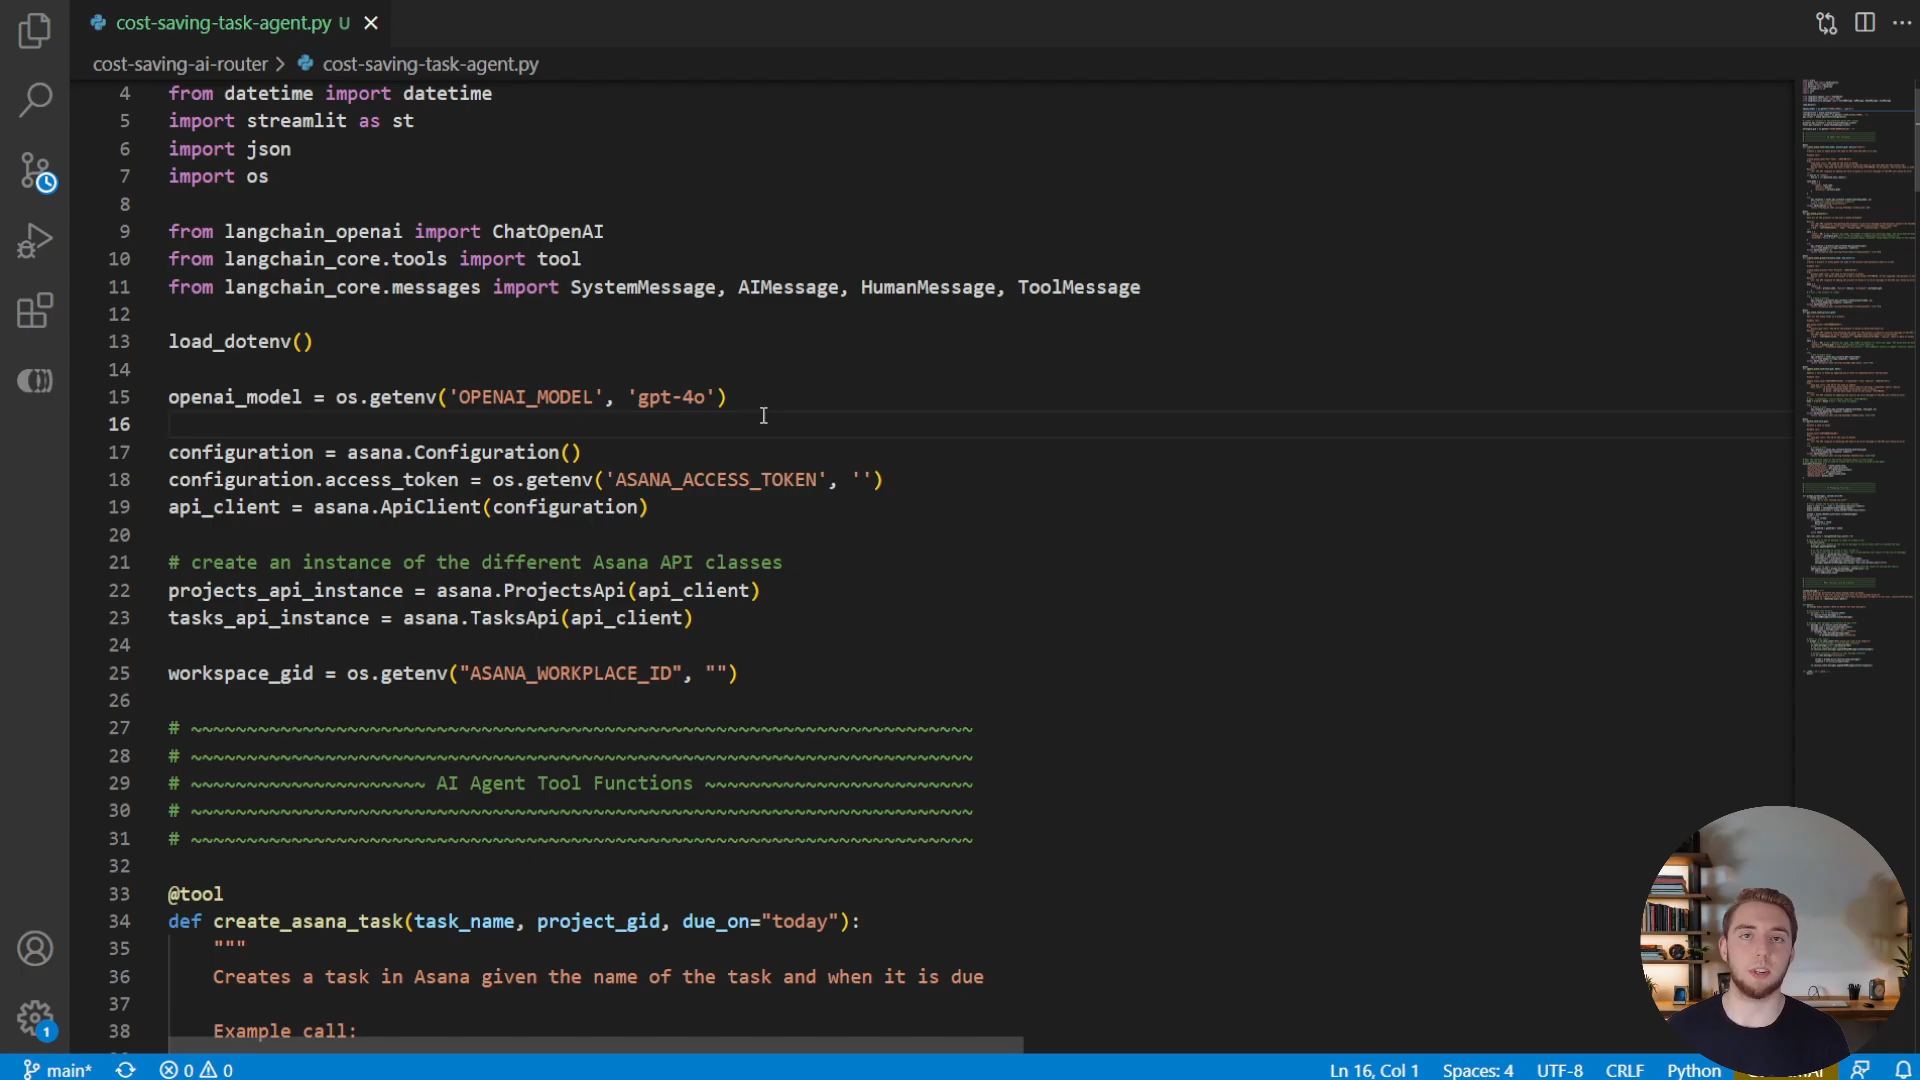 cost-saving-task-agent.py U
cost-saving-ai-router > cost-saving-task-agent.py
4 from datetime import datetime
5 import streamlit as st
6 import json
7 import os
8
9 from langchain_openai import ChatOpenAI
10 from langchain_core.tools import tool
11 from langchain_core.messages import SystemMessage, AIMessage, HumanMessage, ToolMessage
12
13 load_dotenv()
14
15 openai_model = os.getenv('OPENAI_MODEL', 'gpt-4o')
16
17 configuration = asana.Configuration()
18 configuration.access_token = os.getenv('ASANA_ACCESS_TOKEN', '')
19 api_client = asana.ApiClient(configuration)
20
21 # create an instance of the different Asana API classes
22 projects_api_instance = asana.ProjectsApi(api_client)
23 tasks_api_instance = asana.TasksApi(api_client)
24
25 workspace_gid = os.getenv("ASANA_WORKPLACE_ID", "")
26
27 # ~~~~~~~~~~~~~~~~~~~~~~~~~~~~~~~~~~~~~~~~~~~~~~~~~~~~~~~~~~~~~~~~~~~~~~
28 # ~~~~~~~~~~~~~~~~~~~~~~~~~~~~~~~~~~~~~~~~~~~~~~~~~~~~~~~~~~~~~~~~~~~~~~
29 # ~~~~~~~~~~~~~~~~~~~~~ AI Agent Tool Functions ~~~~~~~~~~~~~~~~~~~~~~~~
30 # ~~~~~~~~~~~~~~~~~~~~~~~~~~~~~~~~~~~~~~~~~~~~~~~~~~~~~~~~~~~~~~~~~~~~~~
31 # ~~~~~~~~~~~~~~~~~~~~~~~~~~~~~~~~~~~~~~~~~~~~~~~~~~~~~~~~~~~~~~~~~~~~~~
32
33 @tool
34 def create_asana_task(task_name, project_gid, due_on="today"):
35 """
36 Creates a task in Asana given the name of the task and when it is due
37
38 Example call:
1
main* 0 0 Ln 16, Col 1 Spaces: 4 UTF-8 CRLF Python